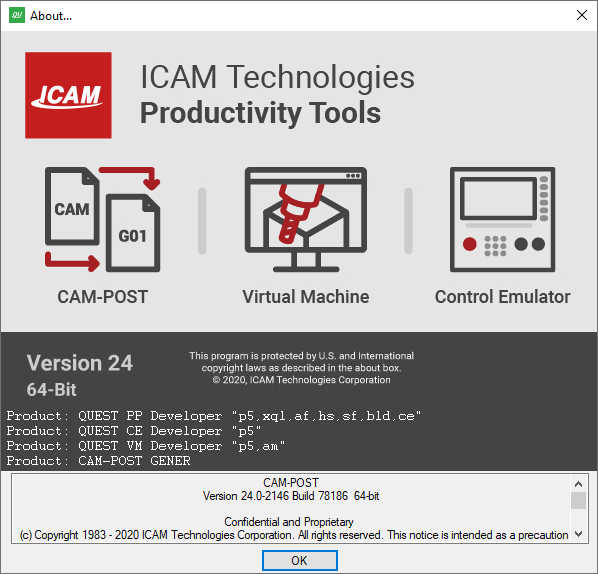 About...
ICAM
ICAM Technologies
Productivity Tools
CAM
G01
CAM-POST
Virtual Machine
Control Emulator
Version 24
64-Bit
This program is protected by U.S. and International
copyright laws as described in the about box.
© 2020, ICAM Technologies Corporation
Product: QUEST PP Developer "p5,xql,af,hs,sf,bld,ce"
Product: QUEST CE Developer "p5"
Product: QUEST VM Developer "p5,am"
Product: CAM-POST GENER
CAM-POST
Version 24.0-2146 Build 78186 64-bit
Confidential and Proprietary
(c) Copyright 1983 - 2020 ICAM Technologies Corporation. All rights reserved. This notice is intended as a precaution
OK